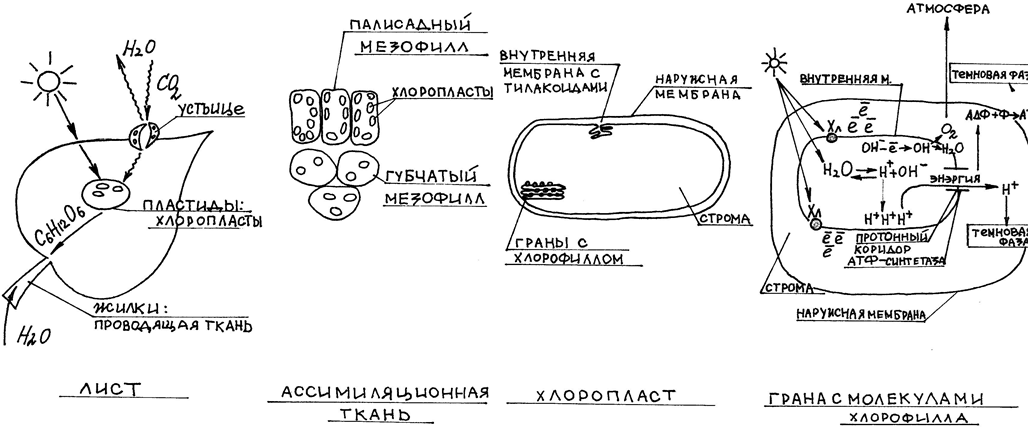 H₂O
CO₂
УСТЬИЦЕ
ПЛАСТИДЫ:
ХЛОРОПЛАСТЫ
C₆H₁₂O₆
ЖИЛКИ:
ПРОВОДЯЩАЯ ТКАНЬ
H₂O
ЛИСТ
ПАЛИСАДНЫЙ
МЕЗОФИЛЛ
ХЛОРОПЛАСТЫ
ГУБЧАТЫЙ
МЕЗОФИЛЛ
АССИМИЛЯЦИОННАЯ
ТКАНЬ
ВНУТРЕННЯЯ
МЕМБРАНА С
ТИЛАКОИДАМИ
НАРУЖНАЯ
МЕМБРАНА
СТРОМА
ГРАНЫ С
ХЛОРОФИЛЛОМ
ХЛОРОПЛАСТ
АТМОСФЕРА
ТЕМНОВАЯ ФАЗ
ВНУТРЕННЯЯ М.
АДФ+Ф→А
Хл
e̅ e̅ e̅
O₂
OH⁻-e̅→OH→H₂O
H₂O ⇌ H⁺+OH⁻
ЭНЕРГИЯ
H⁺
Хл
H⁺H⁺H⁺
e̅ e̅
e̅
ПРОТОННЫЙ
КОРИДОР
АТФ-СИНТЕТАЗА
ТЕМНОВАЯ
ФАЗА
СТРОМА
НАРУЖНАЯ МЕМБРАНА
ГРАНА С МОЛЕКУЛАМИ
ХЛОРОФИЛЛА